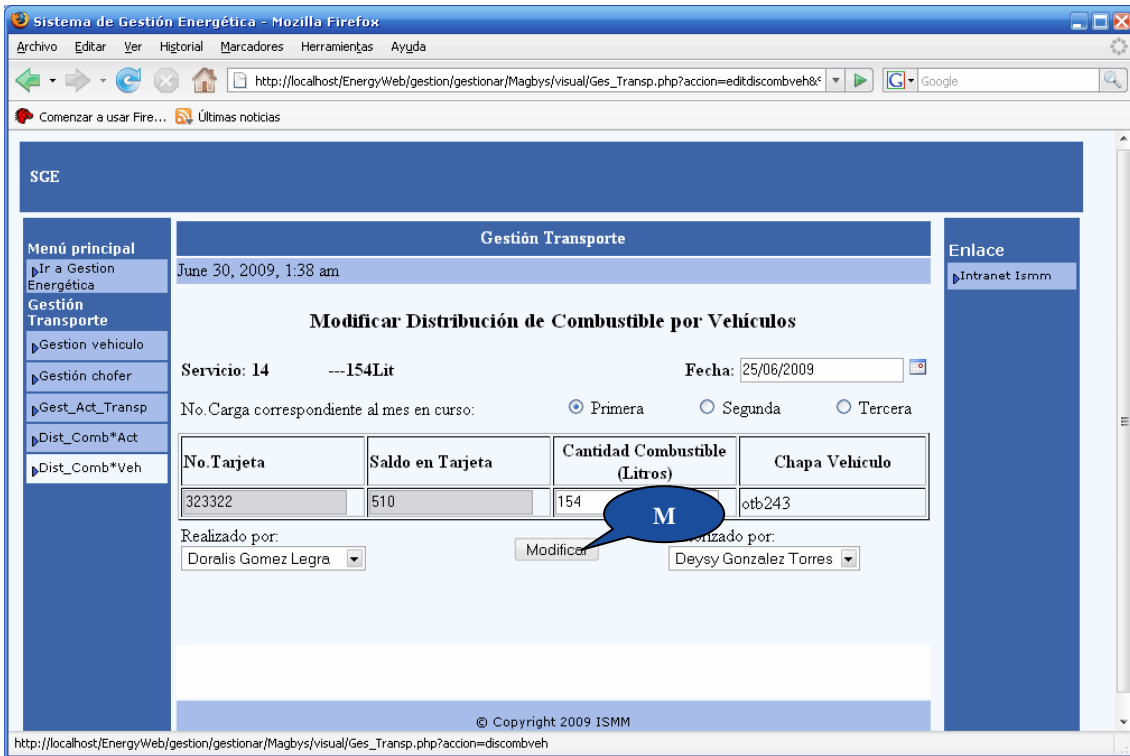 Sistema de Gestión Energética - Mozilla Firefox
Archivo Editar Ver Historial Marcadores Herramientas Ayuda
http://localhost/EnergyWeb/gestion/gestionar/Magbys/visual/Ges_Transp.php?accion=editdiscombveh&
G Google
Comenzar a usar Fire... Últimas noticias
SGE
Menú principal
Ir a Gestion
Energética
Gestión
Transporte
Gestion vehiculo
Gestión chofer
Gest_Act_Transp
Dist_Comb*Act
Dist_Comb*Veh
Gestión Transporte
June 30, 2009, 1:38 am
Modificar Distribución de Combustible por Vehículos
Servicio: 14 ---154Lit Fecha: 25/06/2009
No.Carga correspondiente al mes en curso: Primera Segunda Tercera
No.Tarjeta Saldo en Tarjeta Cantidad Combustible (Litros) Chapa Vehículo
323322 510 154 otb243
M
Realizado por: orizado por:
Doralis Gomez Legra Modificar Deysy Gonzalez Torres
Enlace
Intranet Ismm
© Copyright 2009 ISMM
http://localhost/EnergyWeb/gestion/gestionar/Magbys/visual/Ges_Transp.php?accion=discombveh